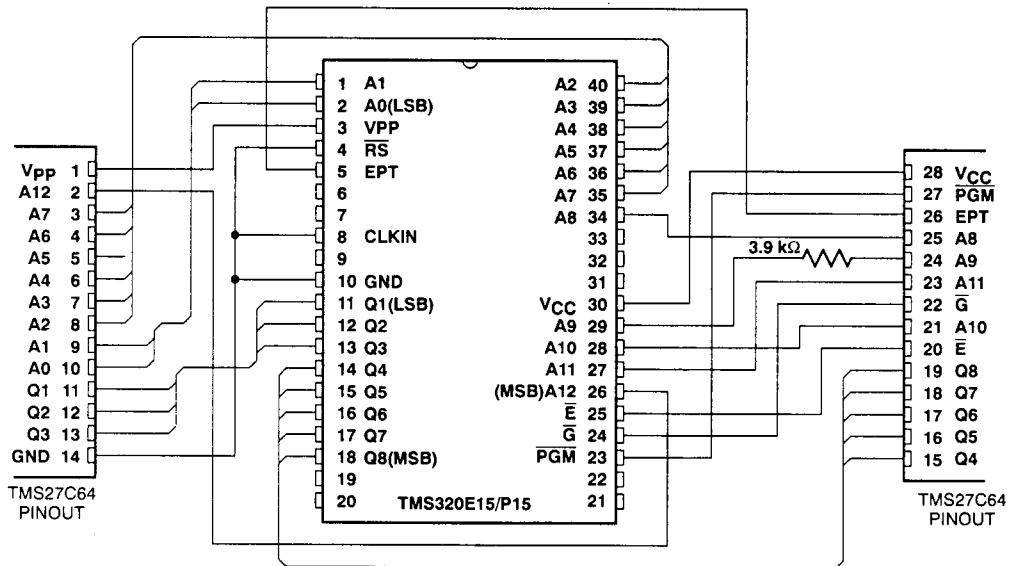 VPP 1
A12 2
A7 3
A6 4
A5 5
A4 6
A3 7
A2 8
A1 9
A0 10
Q1 11
Q2 12
Q3 13
GND 14
TMS27C64
PINOUT
1 A1
2 A0(LSB)
3 VPP
4 RS
5 EPT
6
7
8 CLKIN
9
10 GND
11 Q1(LSB)
12 Q2
13 Q3
14 Q4
15 Q5
16 Q6
17 Q7
18 Q8(MSB)
19
20
TMS320E15/P15
A2 40
A3 39
A4 38
A5 37
A6 36
A7 35
A8 34
33
32
31
VCC 30
A9 29
A10 28
A11 27
(MSB)A12 26
E 25
G 24
PGM 23
22
21
3.9 kΩ
28 VCC
27 PGM
26 EPT
25 A8
24 A9
23 A11
22 G
21 A10
20 E
19 Q8
18 Q7
17 Q6
16 Q5
15 Q4
TMS27C64
PINOUT